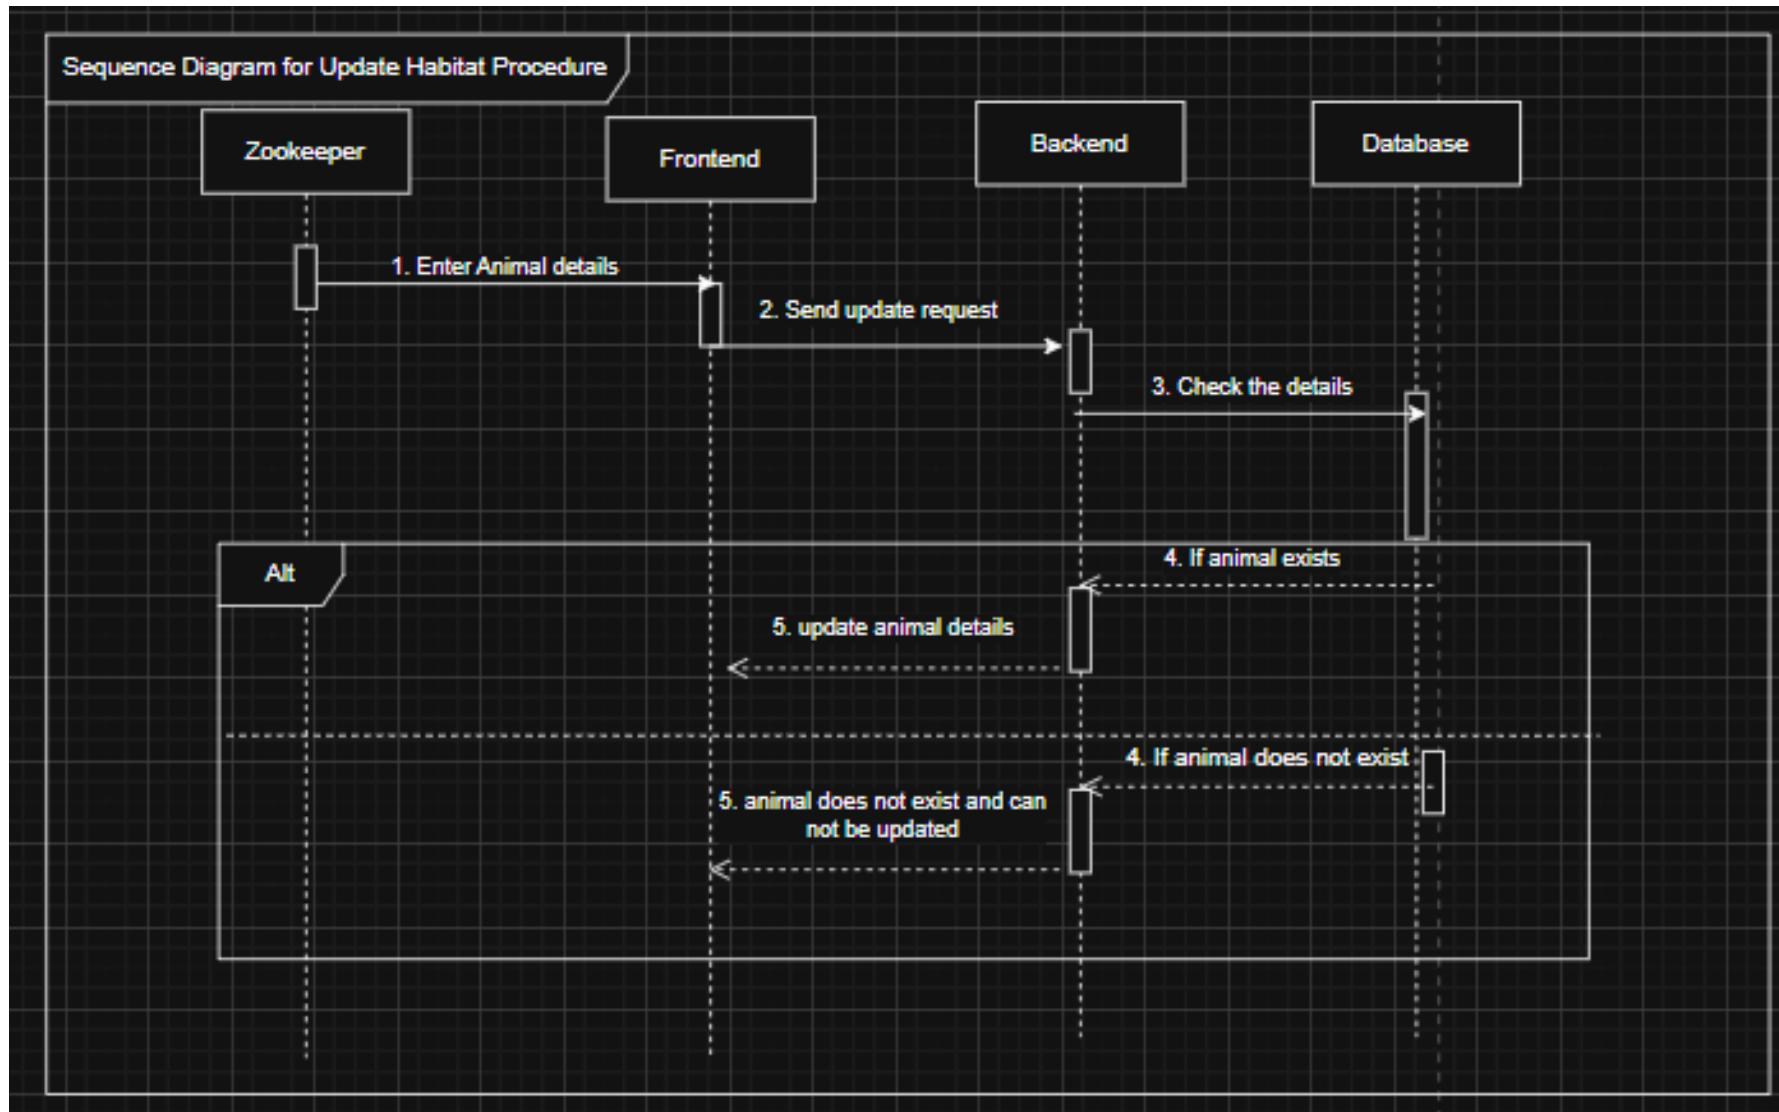 Sequence Diagram for Update Habitat Procedure
Zookeeper
Frontend
Backend
Database
1. Enter Animal details
2. Send update request
3. Check the details
Alt
4. If animal exists
5. update animal details
4. If animal does not exist
5. animal does not exist and can
not be updated